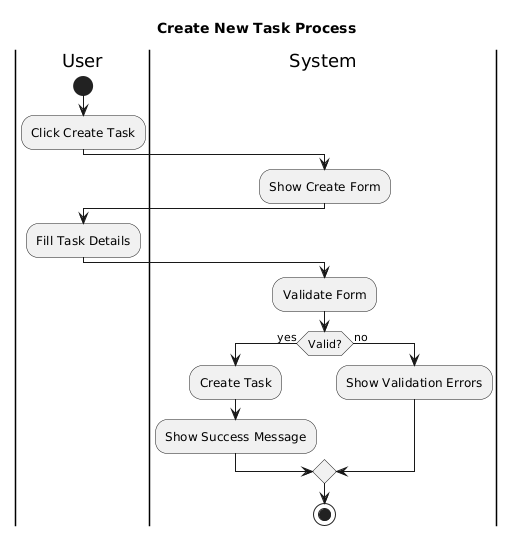 Create New Task Process
User
System
Click Create Task
Show Create Form
Fill Task Details
Validate Form
yes
Valid?
no
Create Task
Show Validation Errors
Show Success Message